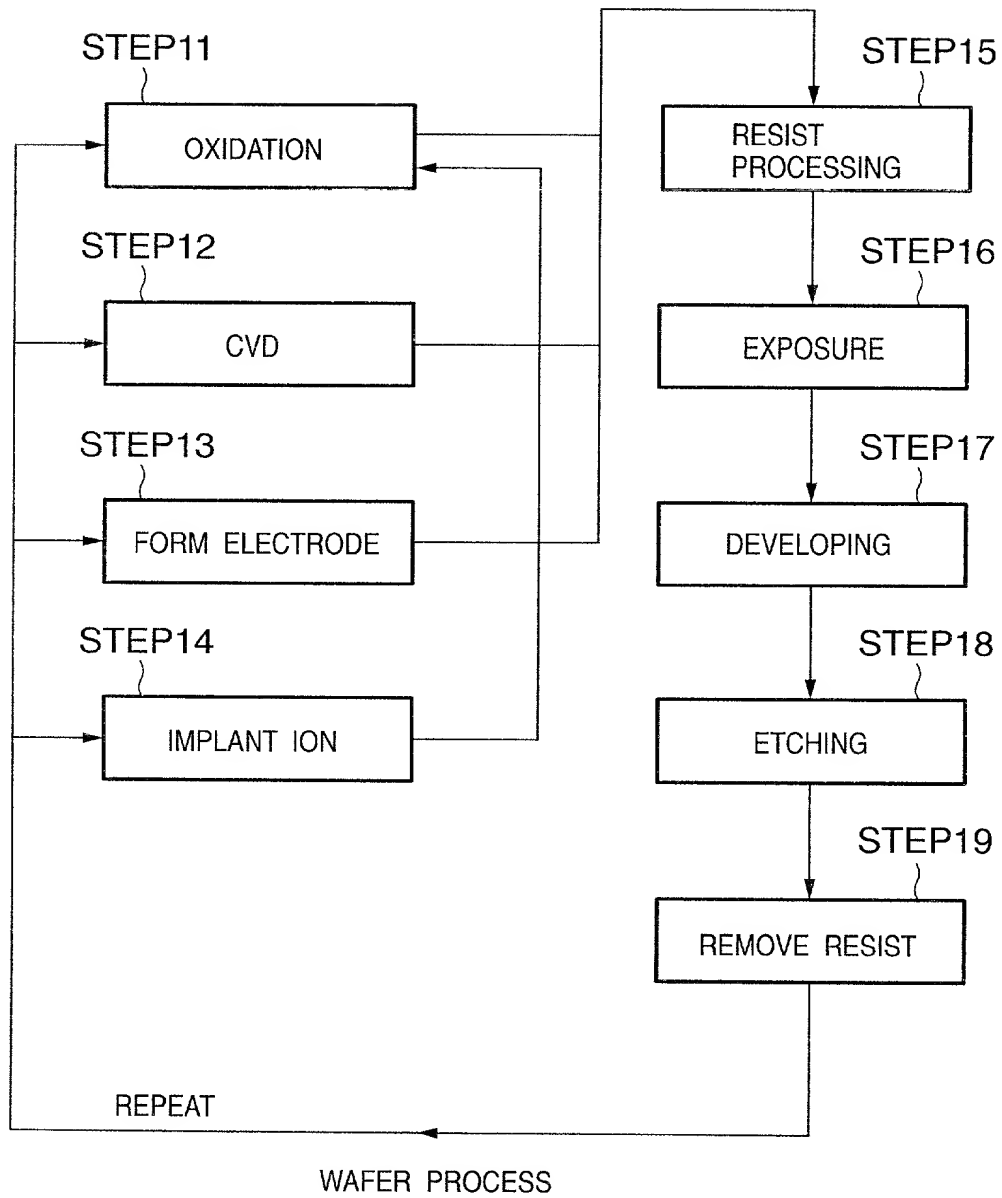 STEP11
OXIDATION
STEP12
CVD
STEP13
FORM ELECTRODE
STEP14
IMPLANT ION
STEP15
RESIST
PROCESSING
STEP16
EXPOSURE
STEP17
DEVELOPING
STEP18
ETCHING
STEP19
REMOVE RESIST
REPEAT
WAFER PROCESS